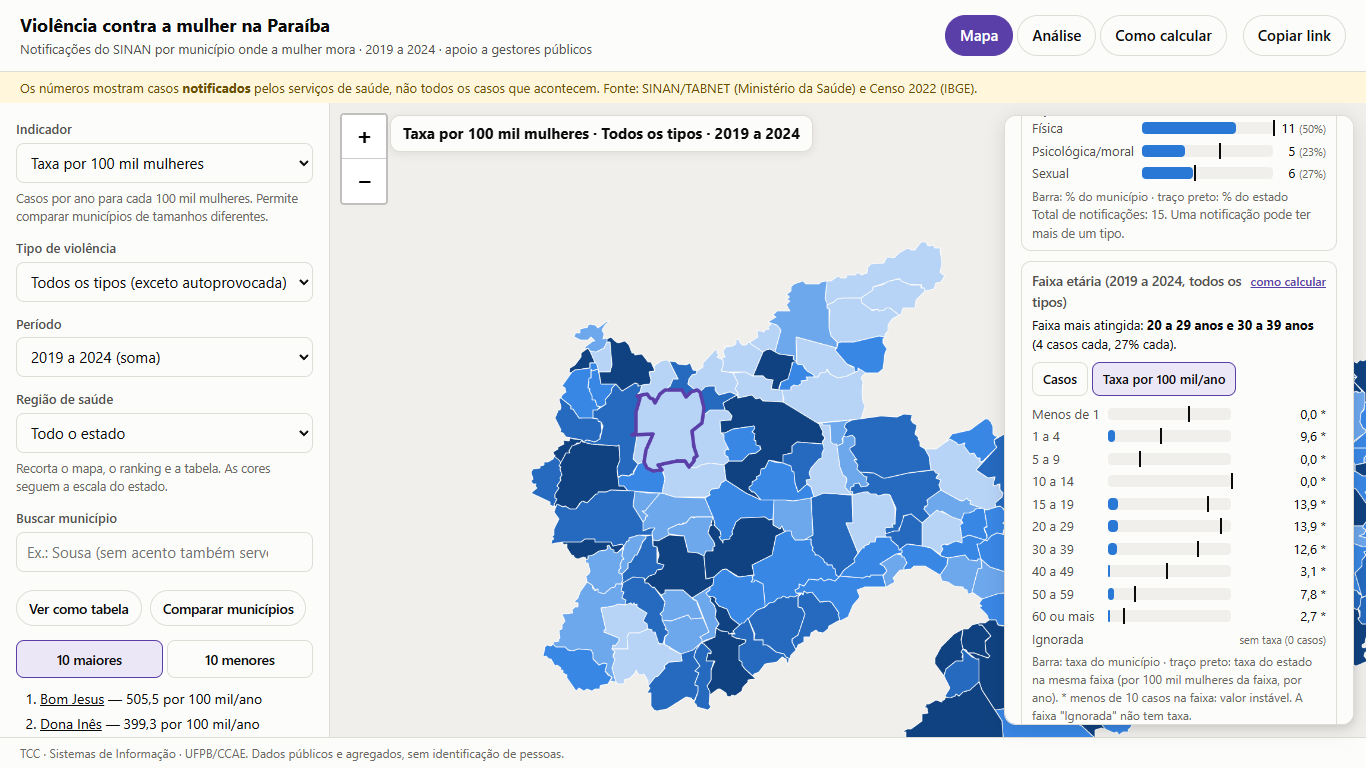 Violência contra a mulher na Paraíba
Notificações do SINAN por município onde a mulher mora · 2019 a 2024 · apoio a gestores públicos
Mapa
Análise
Como calcular
Copiar link
Os números mostram casos notificados pelos serviços de saúde, não todos os casos que acontecem. Fonte: SINAN/TABNET (Ministério da Saúde) e Censo 2022 (IBGE).
Indicador
Taxa por 100 mil mulheres
Casos por ano para cada 100 mil mulheres. Permite
comparar municípios de tamanhos diferentes.
Tipo de violência
Todos os tipos (exceto autoprovocada)
Período
2019 a 2024 (soma)
Região de saúde
Todo o estado
Recorta o mapa, o ranking e a tabela. As cores
seguem a escala do estado.
Buscar município
Ex.: Sousa (sem acento também serve
Ver como tabela
Comparar municípios
10 maiores
10 menores
1. Bom Jesus — 505,5 por 100 mil/ano
2. Dona Inês — 399,3 por 100 mil/ano
+
−
Taxa por 100 mil mulheres · Todos os tipos · 2019 a 2024
Física 11 (50%)
Psicológica/moral 5 (23%)
Sexual 6 (27%)
Barra: % do município · traço preto: % do estado
Total de notificações: 15. Uma notificação pode ter
mais de um tipo.
Faixa etária (2019 a 2024, todos os como calcular
tipos)
Faixa mais atingida: 20 a 29 anos e 30 a 39 anos
(4 casos cada, 27% cada).
Casos
Taxa por 100 mil/ano
Menos de 1 0,0 *
1 a 4 9,6 *
5 a 9 0,0 *
10 a 14 0,0 *
15 a 19 13,9 *
20 a 29 13,9 *
30 a 39 12,6 *
40 a 49 3,1 *
50 a 59 7,8 *
60 ou mais 2,7 *
Ignorada sem taxa (0 casos)
Barra: taxa do município · traço preto: taxa do estado
na mesma faixa (por 100 mil mulheres da faixa, por
ano). * menos de 10 casos na faixa: valor instável. A
faixa "Ignorada" não tem taxa.
TCC · Sistemas de Informação · UFPB/CCAE. Dados públicos e agregados, sem identificação de pessoas.